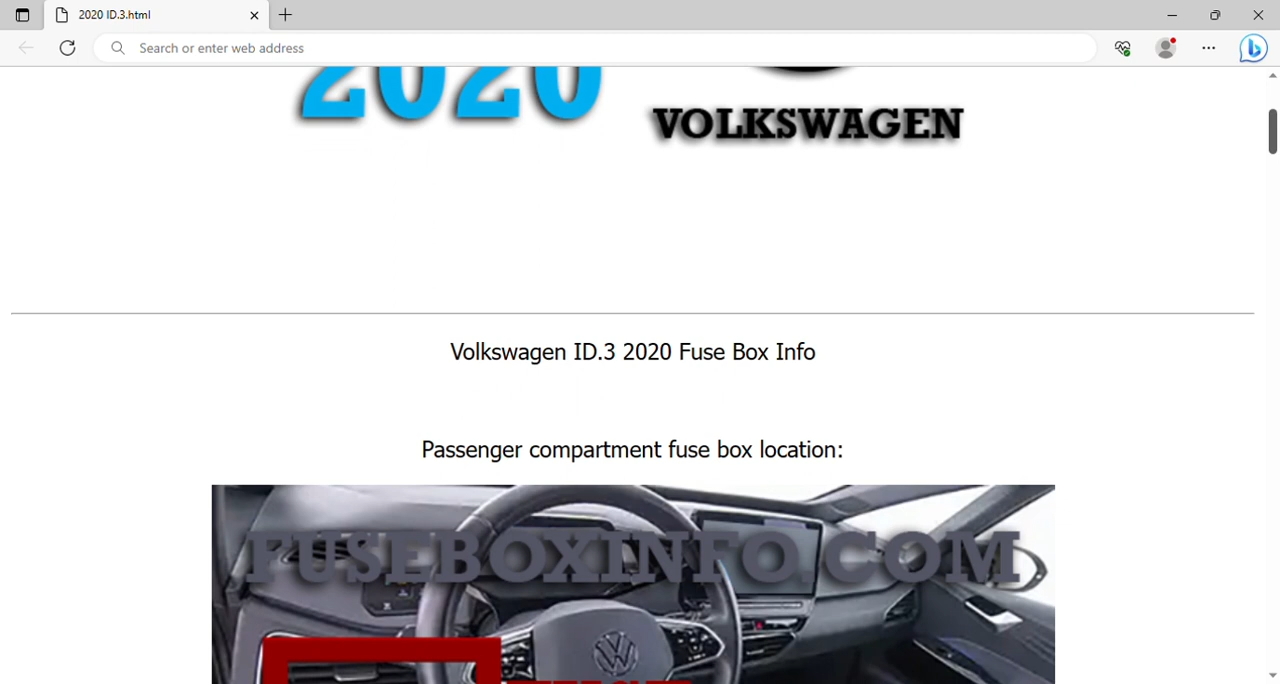 2020 ID.3.html
Search or enter web address
2020
VOLKSWAGEN
Volkswagen ID.3 2020 Fuse Box Info
Passenger compartment fuse box location:
FUSEBOXINFO.COM